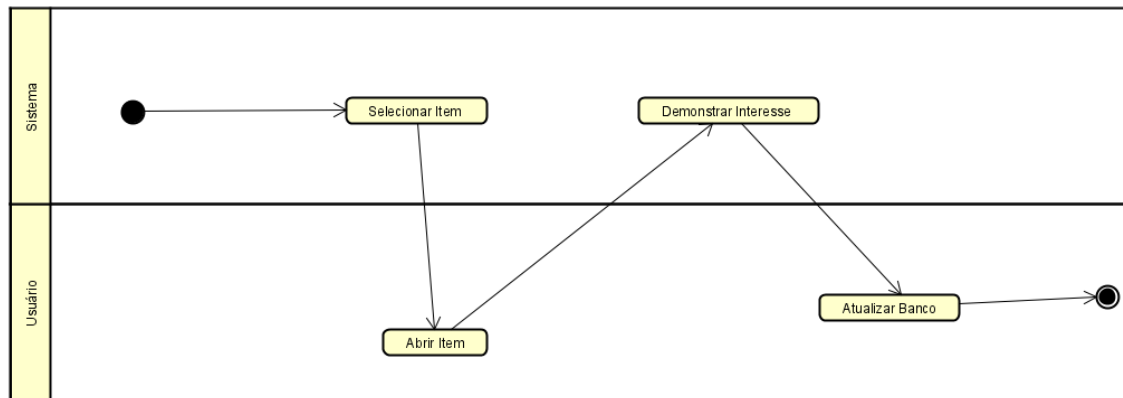 Sistema
Selecionar Item
Demonstrar Interesse
Usuário
Abrir Item
Atualizar Banco